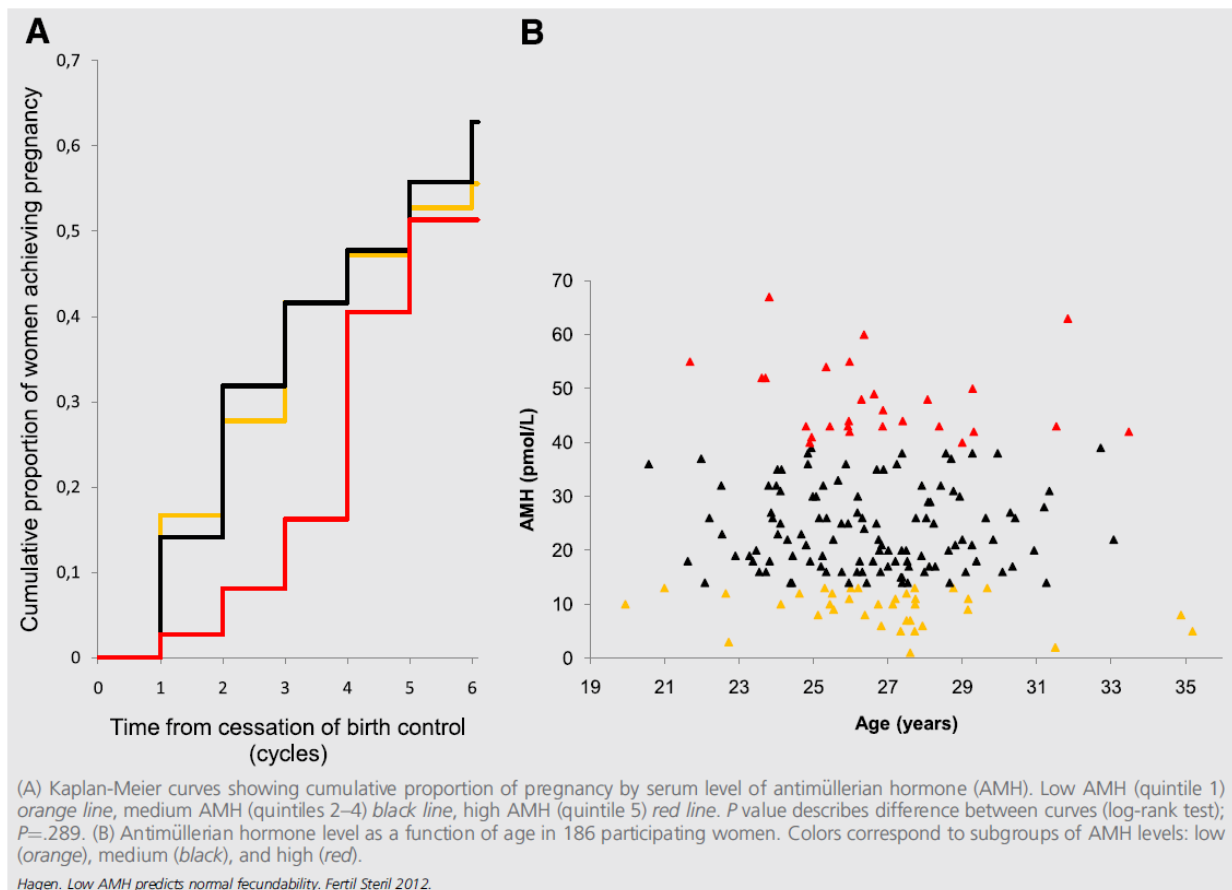 A
B
Cumulative proportion of women achieving pregnancy
0,7
0,6
0,5
0,4
0,3
0,2
0,1
0
0 1 2 3 4 5 6
Time from cessation of birth control
(cycles)
AMH (pmol/L)
70
60
50
40
30
20
10
0
19 21 23 25 27 29 31 33 35
Age (years)
(A) Kaplan-Meier curves showing cumulative proportion of pregnancy by serum level of antimüllerian hormone (AMH). Low AMH (quintile 1)
orange line, medium AMH (quintiles 2–4) black line, high AMH (quintile 5) red line. P value describes difference between curves (log-rank test);
P=.289. (B) Antimüllerian hormone level as a function of age in 186 participating women. Colors correspond to subgroups of AMH levels: low
(orange), medium (black), and high (red).
Hagen. Low AMH predicts normal fecundability. Fertil Steril 2012.